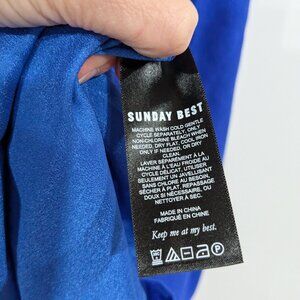 SUNDAY BEST
MACHINE WASH COLD GENTLE
CYCLE SEPARATELY, ONLY
NON-CHLORINE BLEACH WHEN
NEEDED, DRY FLAT, COOL IRON
IF NEEDED, OR DRY
CLEAN.
LAVER SÉPARÉMENT À LA
MACHINE À L'EAU FROIDE AU
CYCLE DÉLICAT. EN UTILISANT
SEULEMENT UN JAVELLISANT
SANS CHLORE AU BESOIN.
SÉCHER À PLAT, REPASSAGE
DOUX SI NÉCESSAIRE, OU
NETTOYER À SEC.
MADE IN CHINA
FABRIQUÉ EN CHINE
Keep me at my best.
P